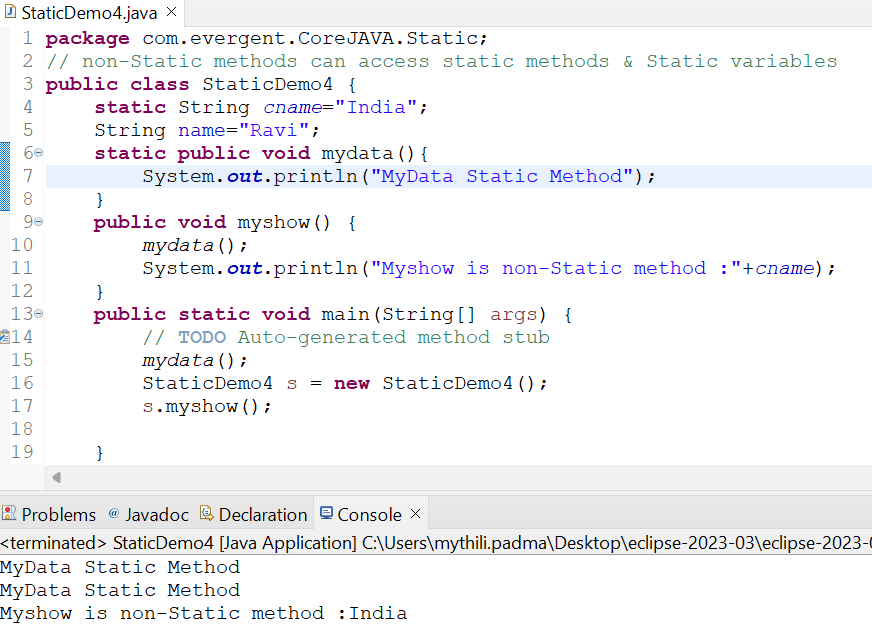 StaticDemo4.java
1 package com.evergent.CoreJAVA.Static;
2 // non-Static methods can access static methods & Static variables
3 public class StaticDemo4 {
4 static String cname="India";
5 String name="Ravi";
6 static public void mydata(){
7 System.out.println("MyData Static Method");
8 }
9 public void myshow() {
10 mydata();
11 System.out.println("Myshow is non-Static method :"+cname);
12 }
13 public static void main(String[] args) {
14 // TODO Auto-generated method stub
15 mydata();
16 StaticDemo4 s = new StaticDemo4();
17 s.myshow();
18
19 }
Problems @ Javadoc Declaration Console
<terminated> StaticDemo4 [Java Application] C:\Users\mythili.padma\Desktop\eclipse-2023-03\eclipse-2023-
MyData Static Method
MyData Static Method
Myshow is non-Static method :India